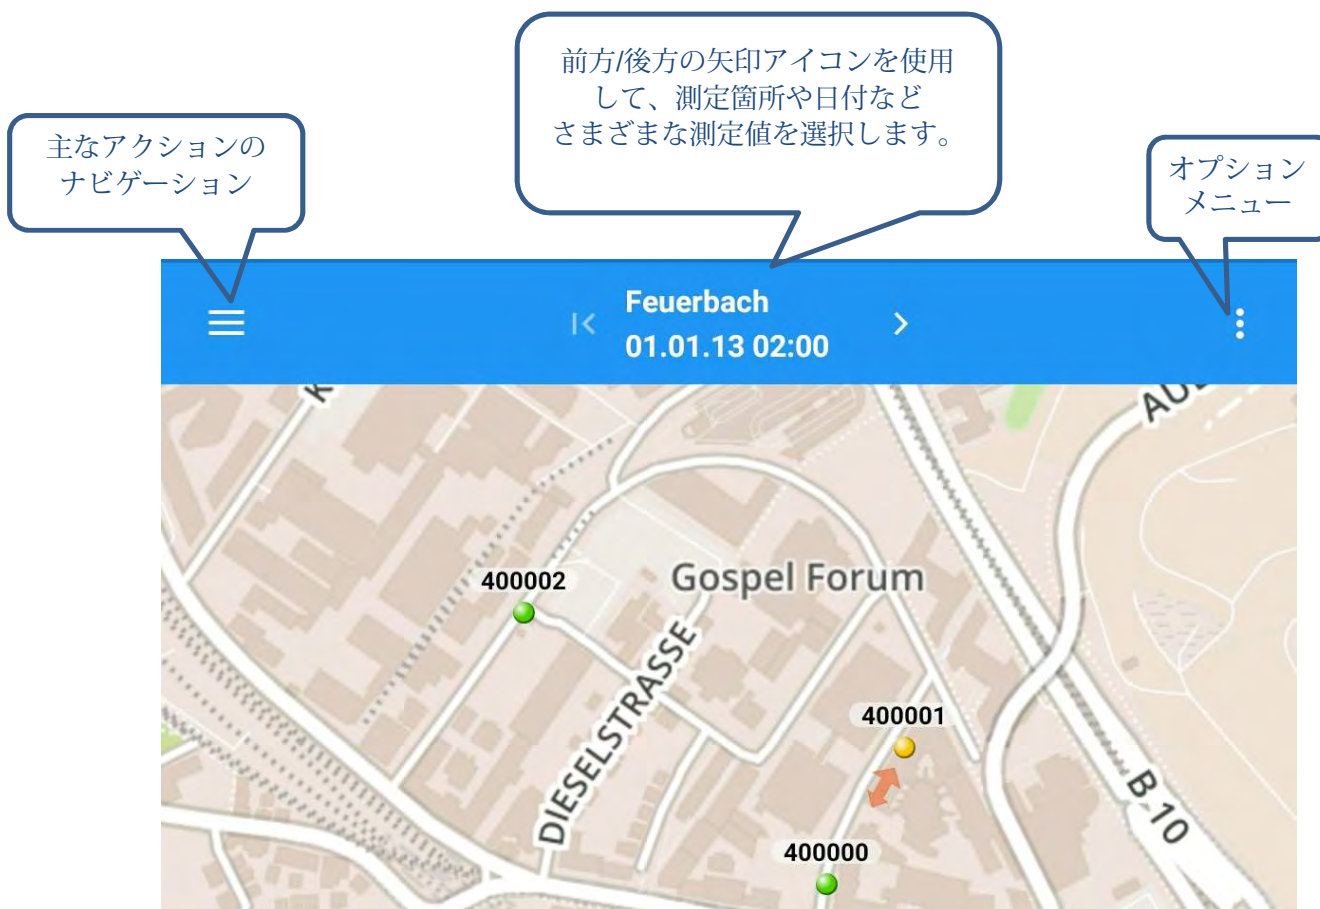 前方/後方の矢印アイコンを使用
して、測定箇所や日付など
さまざまな測定値を選択します。
主なアクションの
ナビゲーション
オプション
メニュー
Feuerbach
01.01.13 02:00
K
400002
Gospel Forum
DIESELSTRASSE
400001
B 10
400000